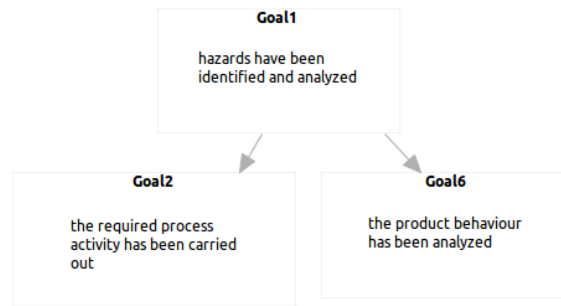 Goal1
hazards have been
identified and analyzed
Goal2
the required process
activity has been carried
out
Goal6
the product behaviour
has been analyzed